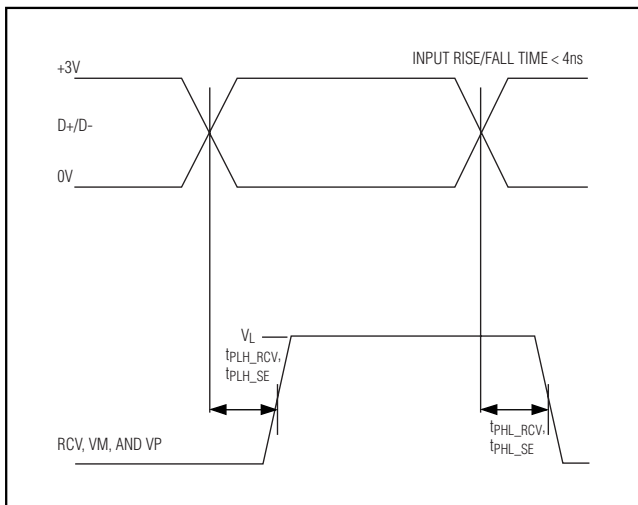 +3V
INPUT RISE/FALL TIME < 4ns
D+/D-
0V
VL
tPLH_RCV,
tPLH_SE
tPHL_RCV,
tPHL_SE
RCV, VM, AND VP